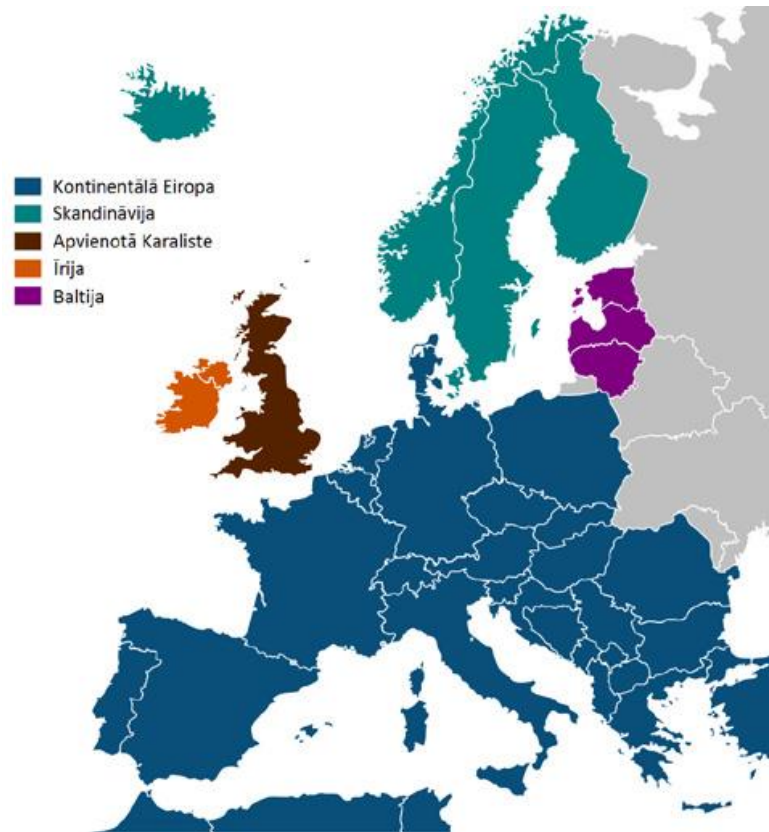 Kontinentālā Eiropa
Skandināvija
Apvienotā Karaliste
Īrija
Baltija